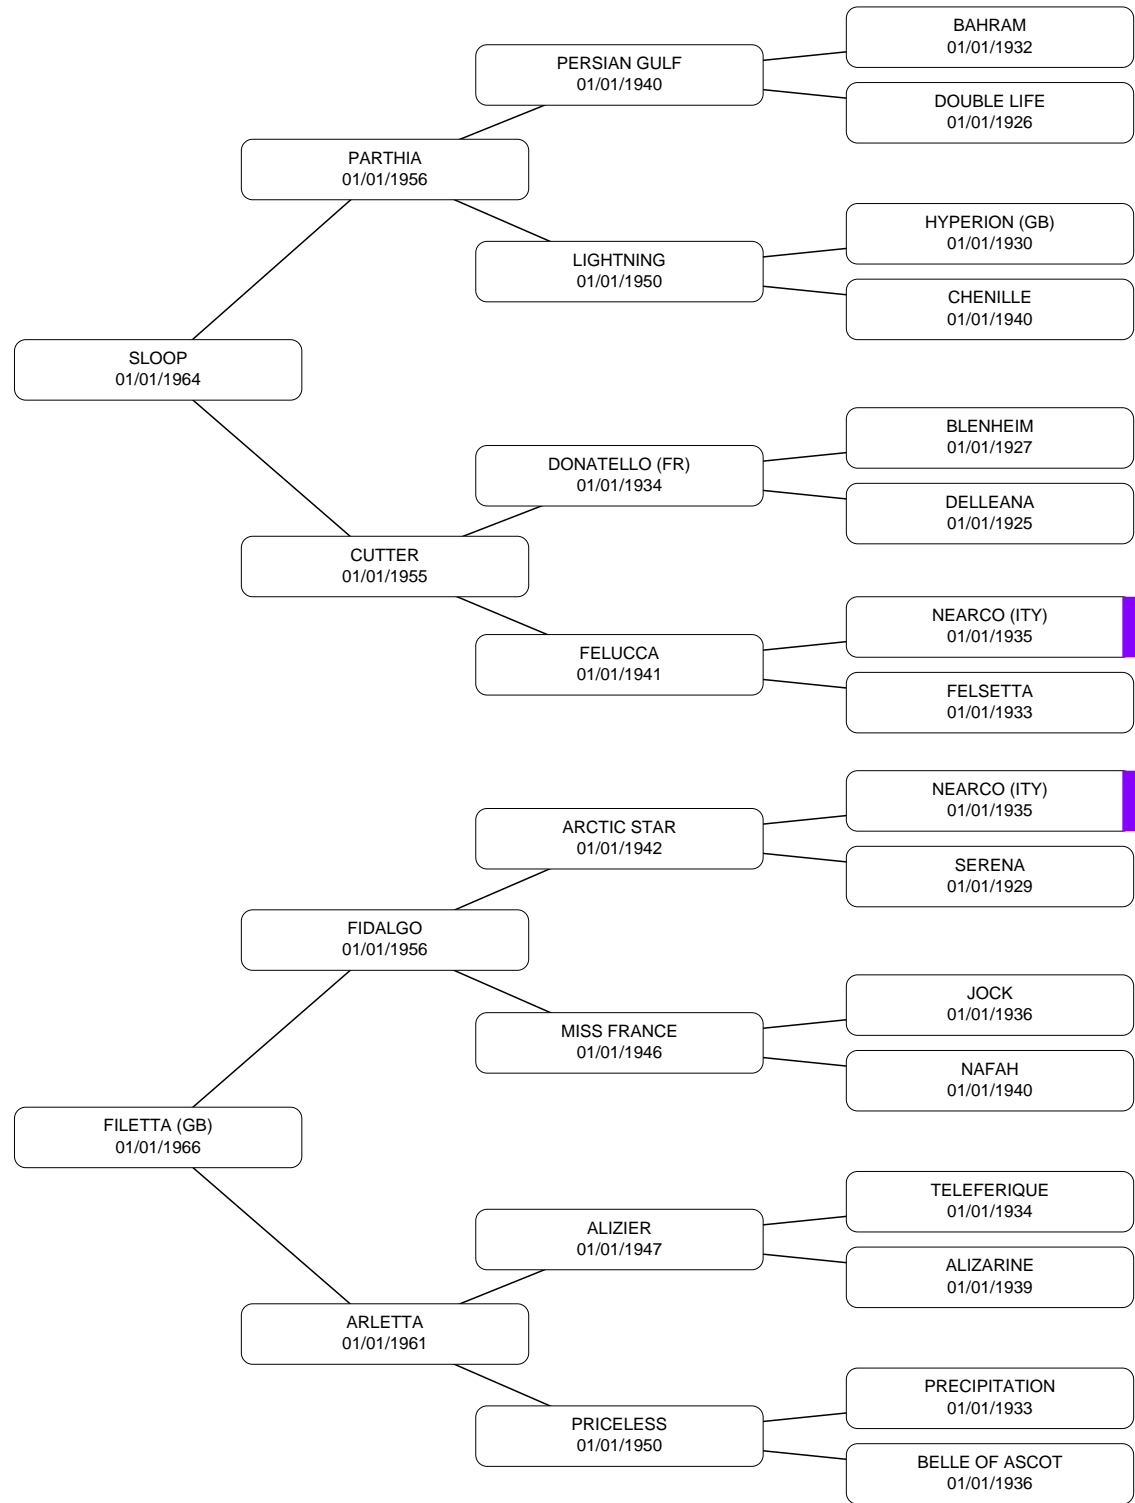 BAHRAM
01/01/1932
PERSIAN GULF
01/01/1940
DOUBLE LIFE
01/01/1926
PARTHIA
01/01/1956
HYPERION (GB)
01/01/1930
LIGHTNING
01/01/1950
CHENILLE
01/01/1940
SLOOP
01/01/1964
BLENHEIM
01/01/1927
DONATELLO (FR)
01/01/1934
DELLEANA
01/01/1925
CUTTER
01/01/1955
NEARCO (ITY)
01/01/1935
FELUCCA
01/01/1941
FELSETTA
01/01/1933
NEARCO (ITY)
01/01/1935
ARCTIC STAR
01/01/1942
SERENA
01/01/1929
FIDALGO
01/01/1956
JOCK
01/01/1936
MISS FRANCE
01/01/1946
NAFAH
01/01/1940
FILETTA (GB)
01/01/1966
TELEFERIQUE
01/01/1934
ALIZIER
01/01/1947
ALIZARINE
01/01/1939
ARLETTA
01/01/1961
PRECIPITATION
01/01/1933
PRICELESS
01/01/1950
BELLE OF ASCOT
01/01/1936